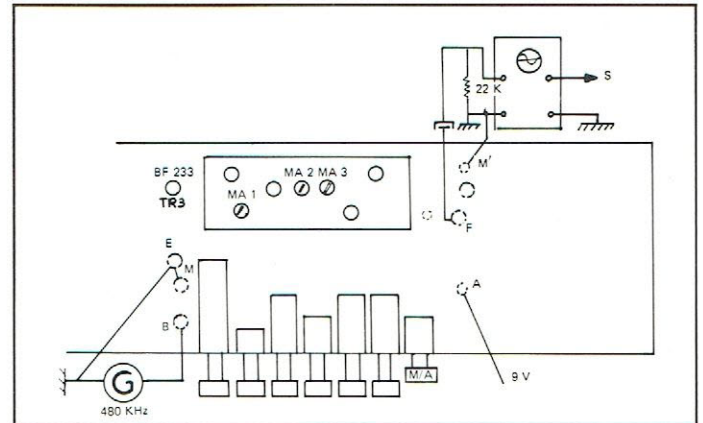 S
22 K
M'
BF 233
TR3
MA 1
MA 2
MA 3
F
E
M
A
B
M/A
9 V
G
480 KHz